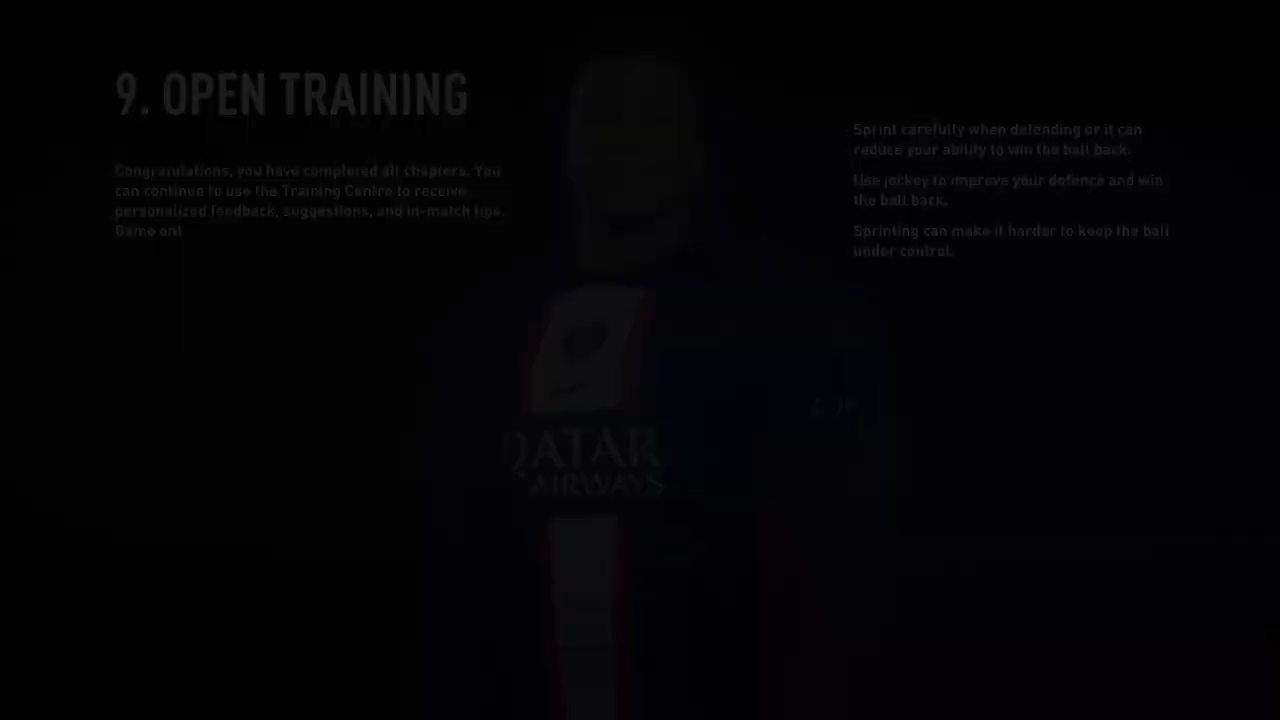 9. OPEN TRAINING
Congratulations, you have completed all chapters. You
can continue to use the Training Centre to receive
personalized feedback, suggestions, and in-match tips.
Game on!
Sprint carefully when defending or it can
reduce your ability to win the ball back.
Use jockey to improve your defence and win
the ball back.
Sprinting can make it harder to keep the ball
under control.
QATAR
AIRWAYS